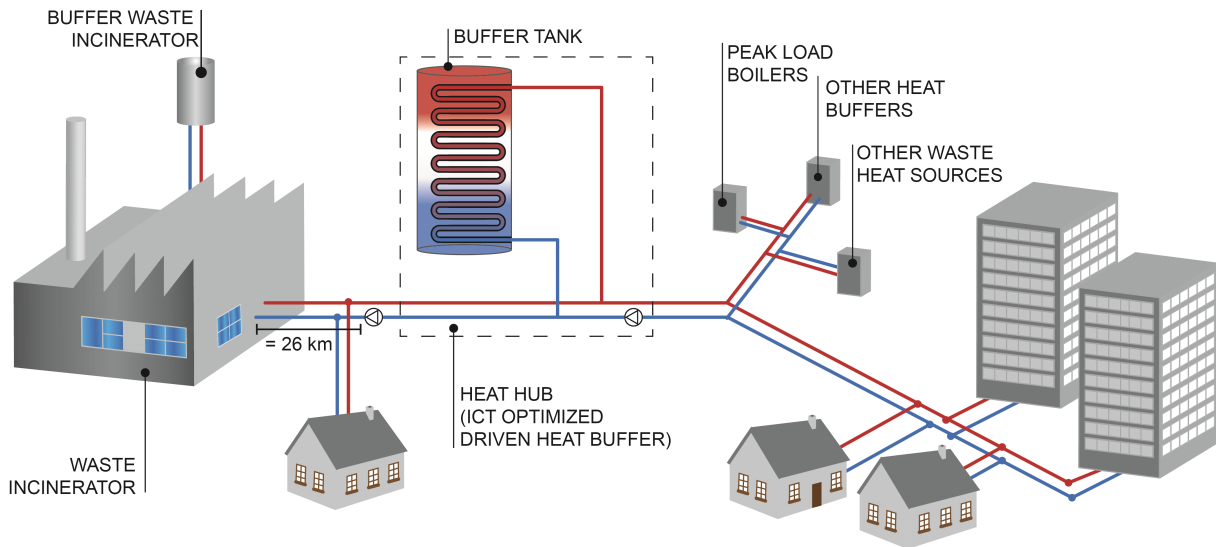 BUFFER WASTE
INCINERATOR
BUFFER TANK
PEAK LOAD
BOILERS
OTHER HEAT
BUFFERS
OTHER WASTE
HEAT SOURCES
= 26 km
HEAT HUB
(ICT OPTIMIZED
DRIVEN HEAT BUFFER)
WASTE
INCINERATOR